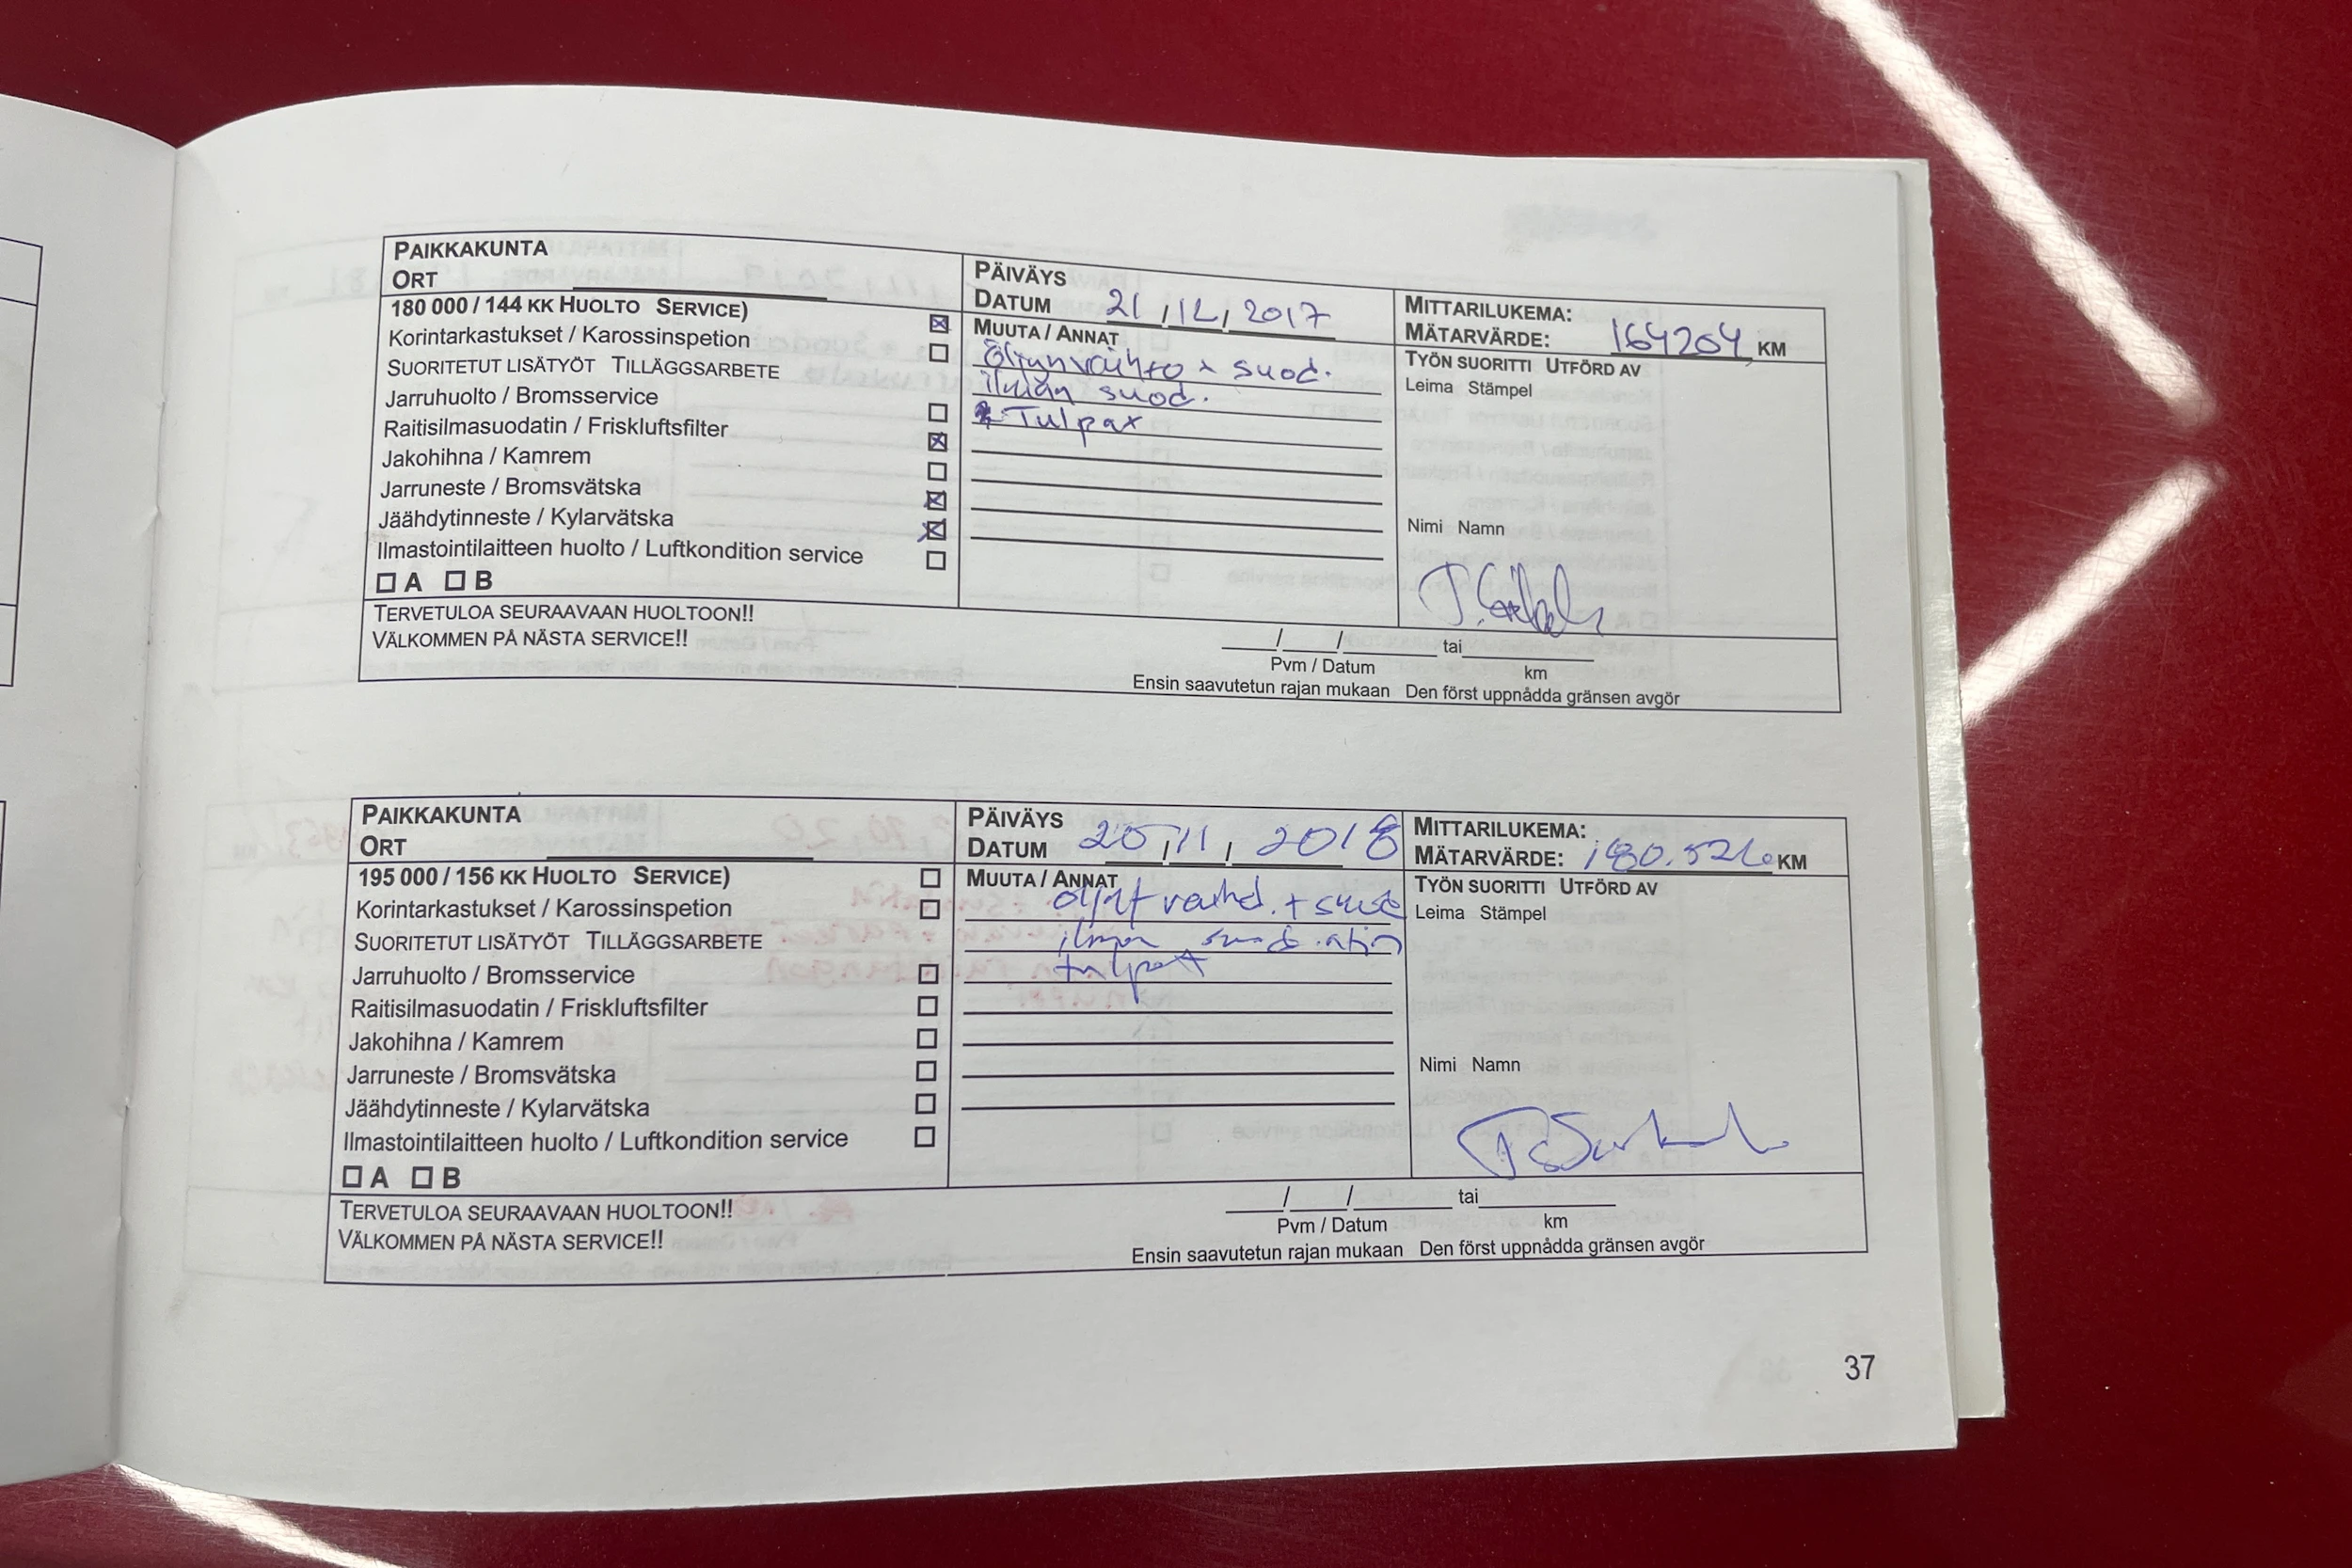 PAIKKAKUNTA
ORT
180 000 / 144 KK HUOLTO SERVICE)
Korintarkastukset / Karossinspetion
SUORITETUT LISÄTYÖT TILLÄGGSARBETE
Jarruhuolto / Bromsservice
Raitisilmasuodatin / Friskluftsfilter
Jakohihna / Kamrem
Jarruneste / Bromsvätska
Jäähdytinneste / Kylarvätska
Ilmastointilaitteen huolto / Luftkondition service
A B
PÄIVÄYS
DATUM 21, 12, 2017
MUUTA / ANNAT
Öljynvaihto + suod.
ilman suod.
Tulpat
MITTARILUKEMA:
MÄTARVÄRDE: 164204 KM
TYÖN SUORITTI UTFÖRD AV
Leima Stämpel
Nimi Namn
TERVETULOA SEURAAVAAN HUOLTOON!!
VÄLKOMMEN PÅ NÄSTA SERVICE!!
/ / tai
Pvm / Datum km
Ensin saavutetun rajan mukaan Den först uppnådda gränsen avgör
PAIKKAKUNTA
ORT
195 000 / 156 KK HUOLTO SERVICE)
Korintarkastukset / Karossinspetion
SUORITETUT LISÄTYÖT TILLÄGGSARBETE
Jarruhuolto / Bromsservice
Raitisilmasuodatin / Friskluftsfilter
Jakohihna / Kamrem
Jarruneste / Bromsvätska
Jäähdytinneste / Kylarvätska
Ilmastointilaitteen huolto / Luftkondition service
A B
PÄIVÄYS
DATUM 20, 11, 2018
MUUTA / ANNAT
+ suod
ilman
tulpat
MITTARILUKEMA:
MÄTARVÄRDE: KM
TYÖN SUORITTI UTFÖRD AV
Leima Stämpel
Nimi Namn
TERVETULOA SEURAAVAAN HUOLTOON!!
VÄLKOMMEN PÅ NÄSTA SERVICE!!
/ / tai
Pvm / Datum km
Ensin saavutetun rajan mukaan Den först uppnådda gränsen avgör
37